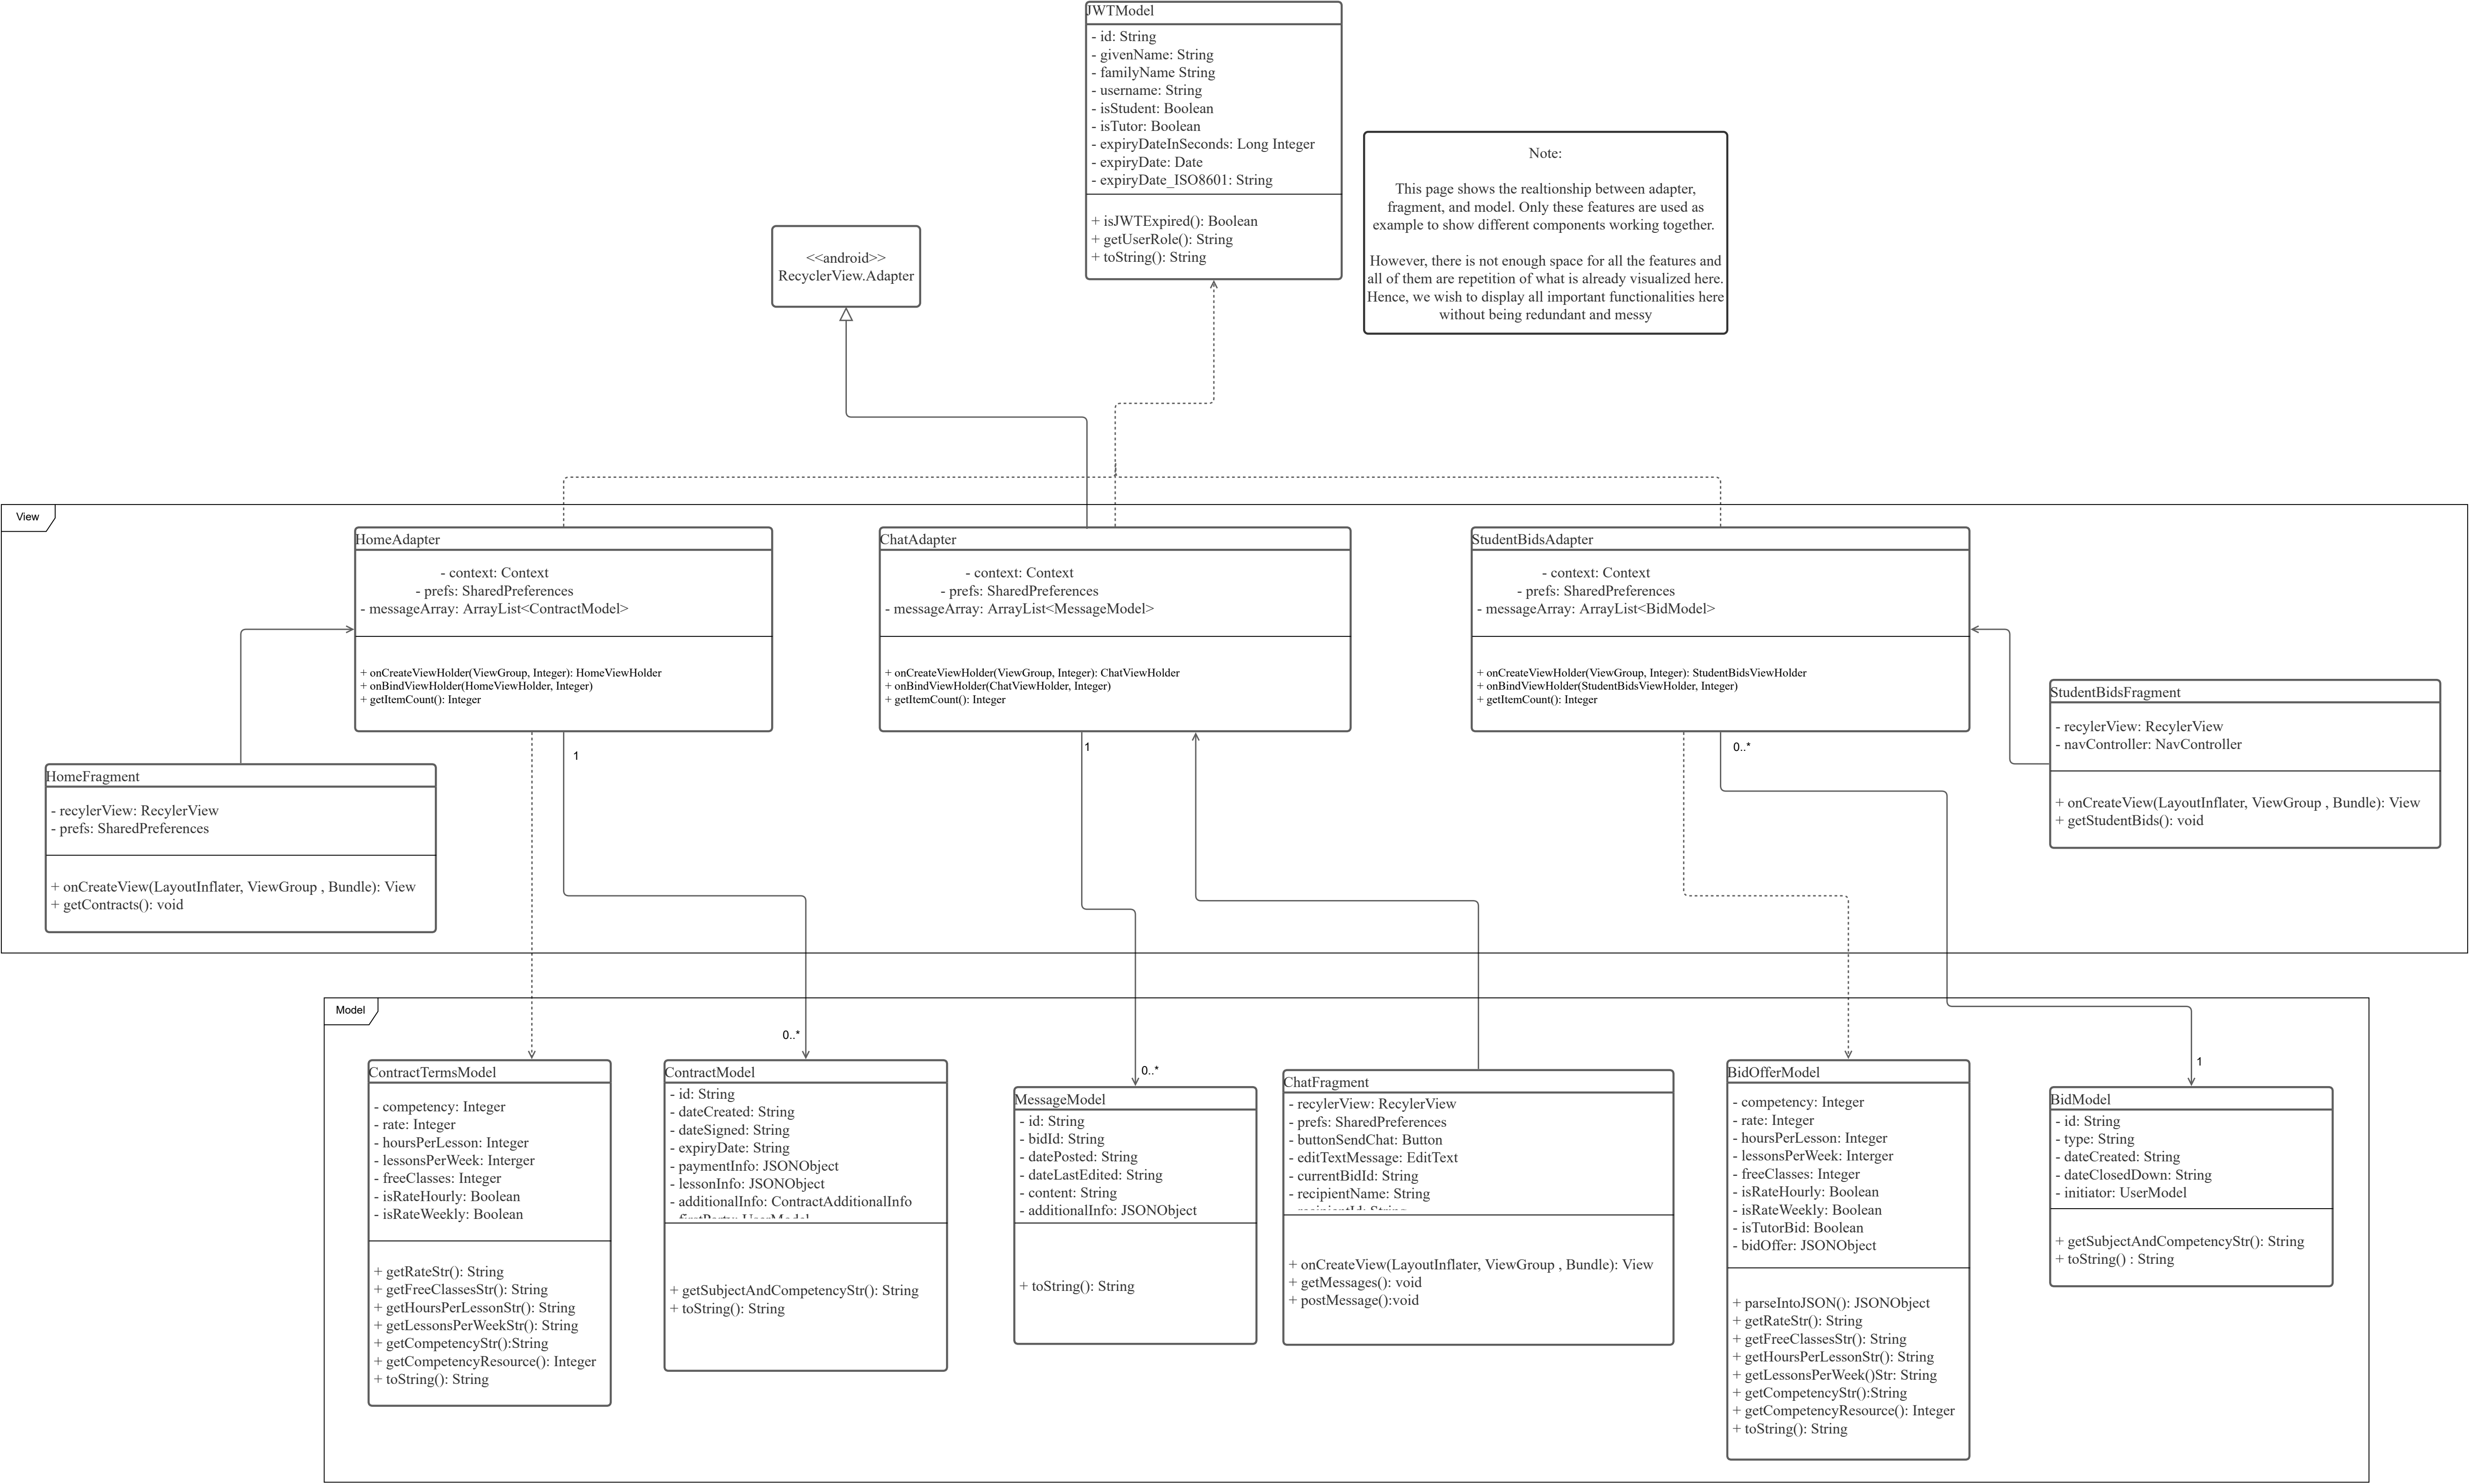 JWTModel
- id: String
- givenName: String
- familyName String
- username: String
- isStudent: Boolean
- isTutor: Boolean
- expiryDateInSeconds: Long Integer
- expiryDate: Date
- expiryDate_ISO8601: String
+ isJWTExpired(): Boolean
+ getUserRole(): String
+ toString(): String
Note:
This page shows the realtionship between adapter,
fragment, and model. Only these features are used as
example to show different components working together.
However, there is not enough space for all the features and
all of them are repetition of what is already visualized here.
Hence, we wish to display all important functionalities here
without being redundant and messy
<<android>>
RecyclerView.Adapter
View
HomeAdapter
- context: Context
- prefs: SharedPreferences
- messageArray: ArrayList<ContractModel>
+ onCreateViewHolder(ViewGroup, Integer): HomeViewHolder
+ onBindViewHolder(HomeViewHolder, Integer)
+ getItemCount(): Integer
1
ChatAdapter
- context: Context
- prefs: SharedPreferences
- messageArray: ArrayList<MessageModel>
+ onCreateViewHolder(ViewGroup, Integer): ChatViewHolder
+ onBindViewHolder(ChatViewHolder, Integer)
+ getItemCount(): Integer
1
StudentBidsAdapter
- context: Context
- prefs: SharedPreferences
- messageArray: ArrayList<BidModel>
+ onCreateViewHolder(ViewGroup, Integer): StudentBidsViewHolder
+ onBindViewHolder(StudentBidsViewHolder, Integer)
+ getItemCount(): Integer
0..*
StudentBidsFragment
- recylerView: RecylerView
- navController: NavController
+ onCreateView(LayoutInflater, ViewGroup , Bundle): View
+ getStudentBids(): void
HomeFragment
- recylerView: RecylerView
- prefs: SharedPreferences
+ onCreateView(LayoutInflater, ViewGroup , Bundle): View
+ getContracts(): void
Model
0..*
0..*
1
ContractTermsModel
- competency: Integer
- rate: Integer
- hoursPerLesson: Integer
- lessonsPerWeek: Interger
- freeClasses: Integer
- isRateHourly: Boolean
- isRateWeekly: Boolean
+ getRateStr(): String
+ getFreeClassesStr(): String
+ getHoursPerLessonStr(): String
+ getLessonsPerWeekStr(): String
+ getCompetencyStr():String
+ getCompetencyResource(): Integer
+ toString(): String
ContractModel
- id: String
- dateCreated: String
- dateSigned: String
- expiryDate: String
- paymentInfo: JSONObject
- lessonInfo: JSONObject
- additionalInfo: ContractAdditionalInfo
- firstParty: UserModel
+ getSubjectAndCompetencyStr(): String
+ toString(): String
MessageModel
- id: String
- bidId: String
- datePosted: String
- dateLastEdited: String
- content: String
- additionalInfo: JSONObject
+ toString(): String
ChatFragment
- recylerView: RecylerView
- prefs: SharedPreferences
- buttonSendChat: Button
- editTextMessage: EditText
- currentBidId: String
- recipientName: String
- recipientId: String
+ onCreateView(LayoutInflater, ViewGroup , Bundle): View
+ getMessages(): void
+ postMessage():void
BidOfferModel
- competency: Integer
- rate: Integer
- hoursPerLesson: Integer
- lessonsPerWeek: Interger
- freeClasses: Integer
- isRateHourly: Boolean
- isRateWeekly: Boolean
- isTutorBid: Boolean
- bidOffer: JSONObject
+ parseIntoJSON(): JSONObject
+ getRateStr(): String
+ getFreeClassesStr(): String
+ getHoursPerLessonStr(): String
+ getLessonsPerWeek()Str: String
+ getCompetencyStr():String
+ getCompetencyResource(): Integer
+ toString(): String
BidModel
- id: String
- type: String
- dateCreated: String
- dateClosedDown: String
- initiator: UserModel
+ getSubjectAndCompetencyStr(): String
+ toString() : String